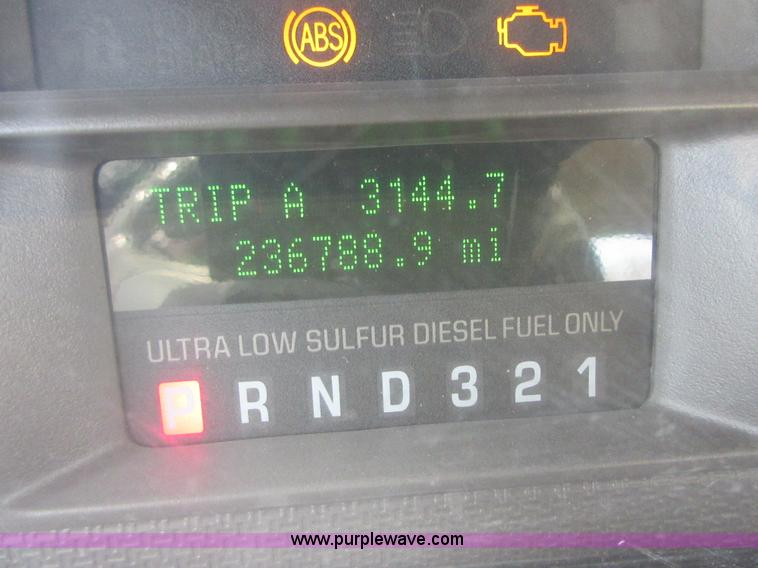 ABS
TRIP A 3144.7
236788.9 mi
ULTRA LOW SULFUR DIESEL FUEL ONLY
P R N D 3 2 1
www.purplewave.com